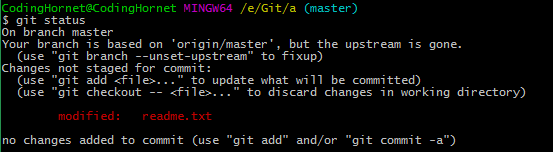 CodingHornet@CodingHornet MINGW64 /e/Git/a (master)
$ git status
On branch master
Your branch is based on 'origin/master', but the upstream is gone.
  (use "git branch --unset-upstream" to fixup)
Changes not staged for commit:
  (use "git add <file>..." to update what will be committed)
  (use "git checkout -- <file>..." to discard changes in working directory)
        modified:   readme.txt
no changes added to commit (use "git add" and/or "git commit -a")